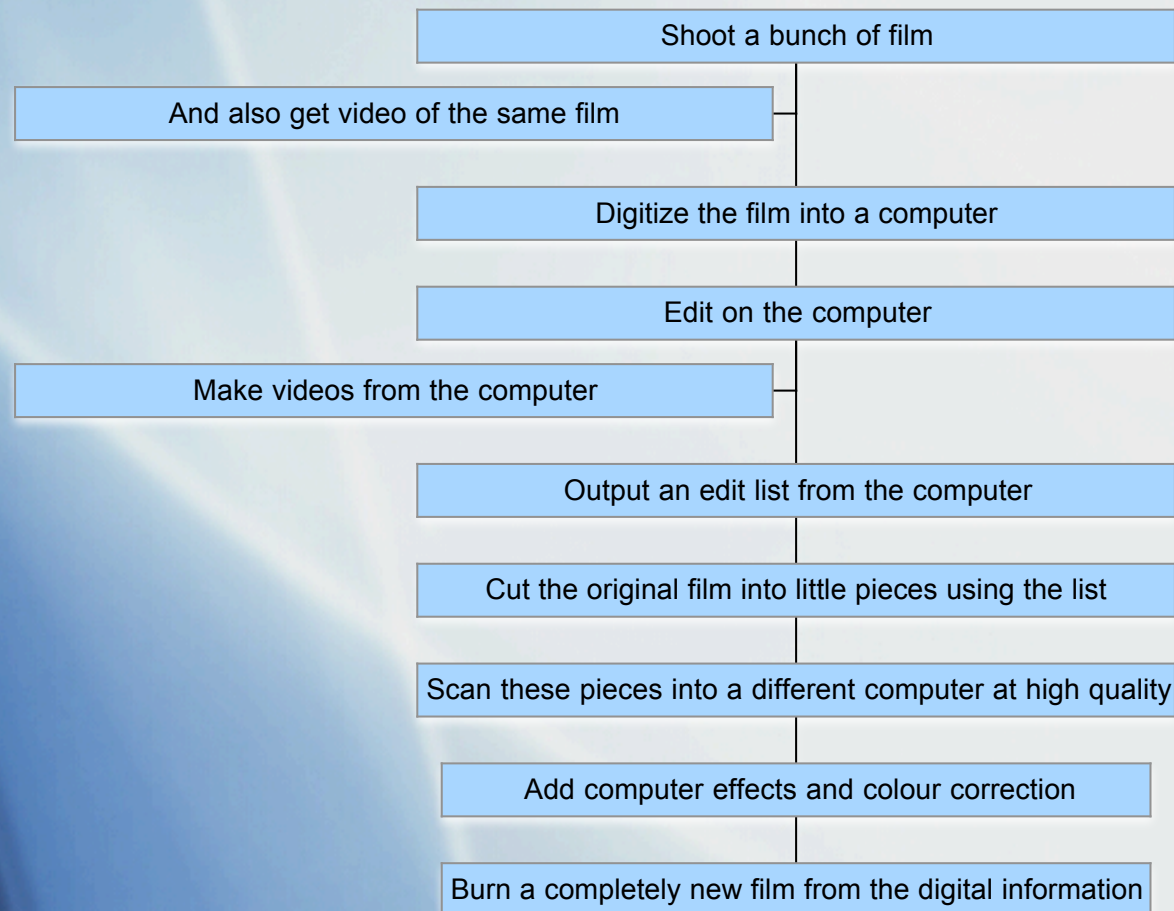 Shoot a bunch of film
And also get video of the same film
Digitize the film into a computer
Edit on the computer
Make videos from the computer
Output an edit list from the computer
Cut the original film into little pieces using the list
Scan these pieces into a different computer at high quality
Add computer effects and colour correction
Burn a completely new film from the digital information